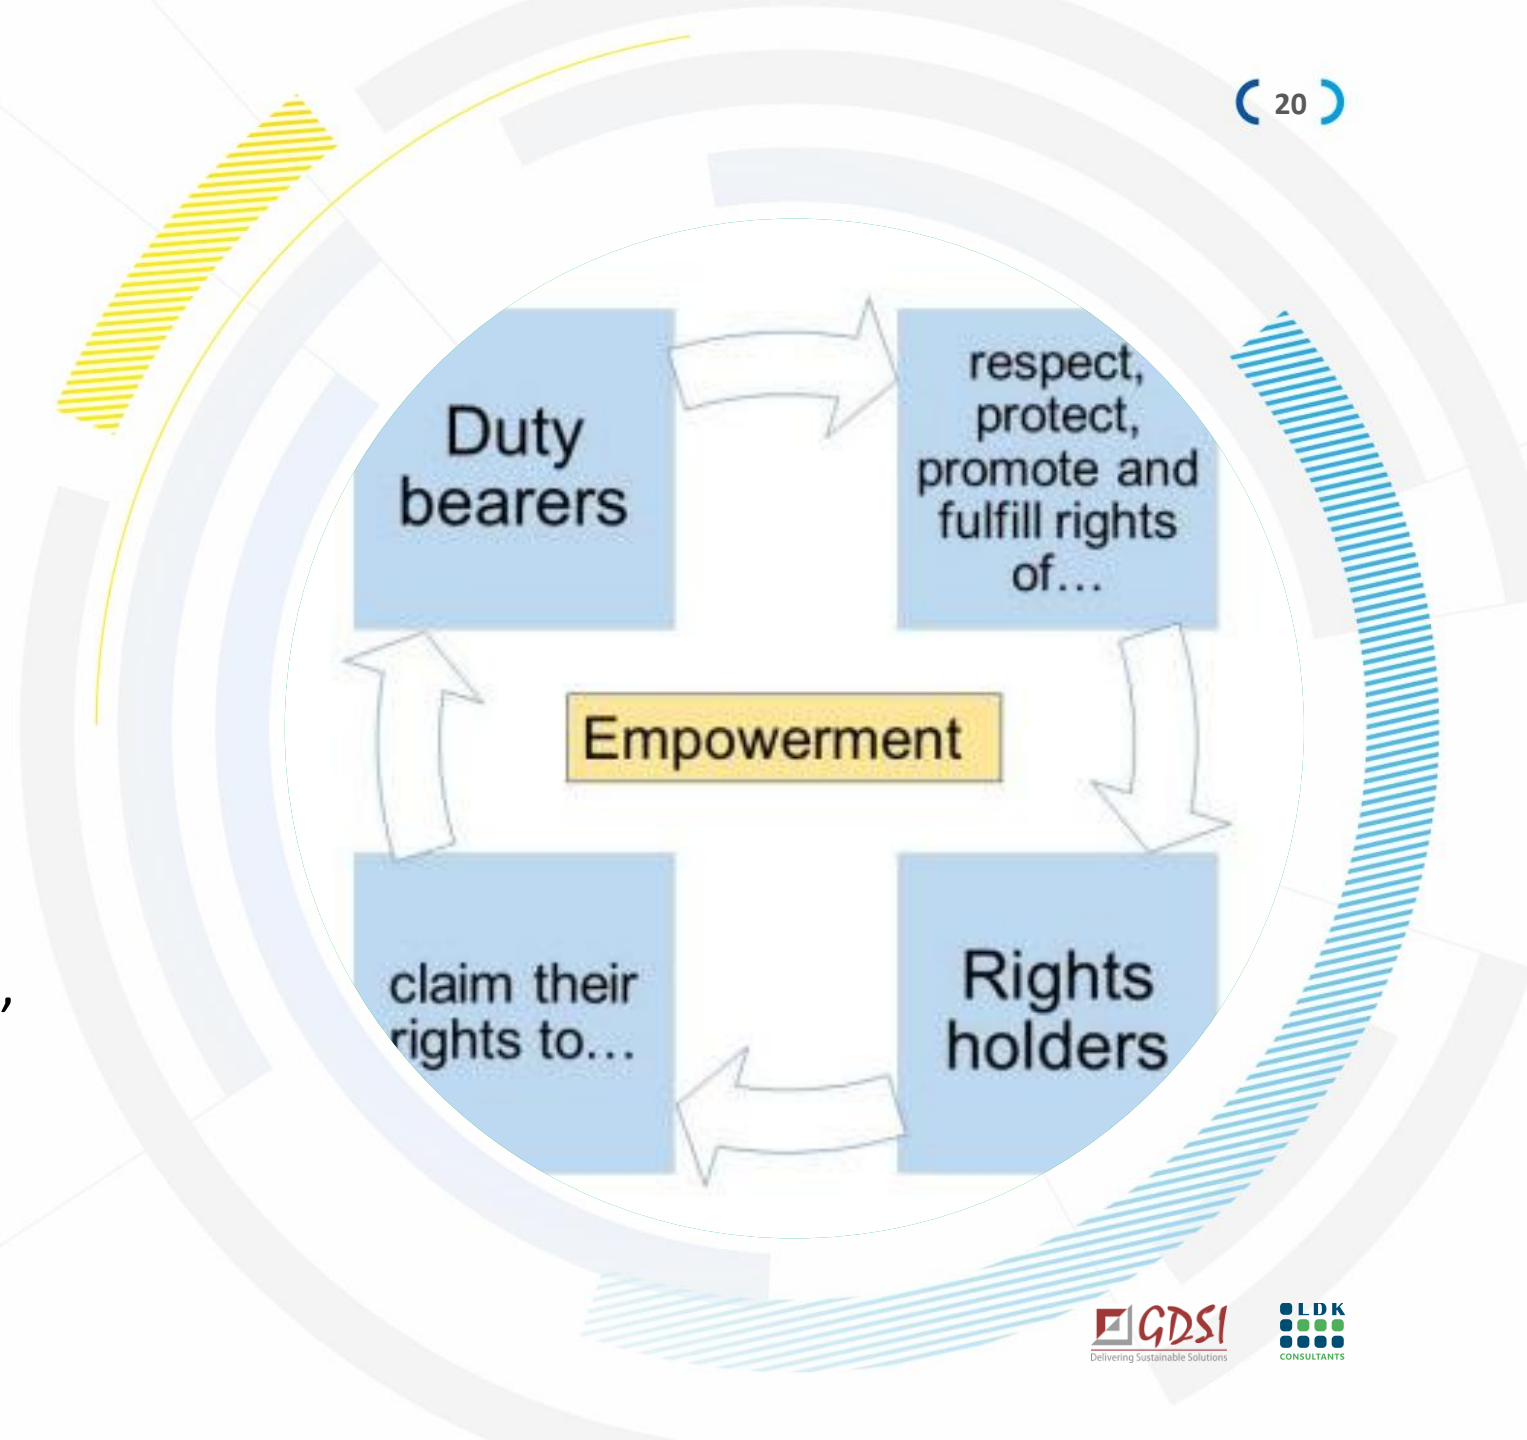 20
Duty
bearers
respect,
protect,
promote and
fulfill rights
of…
Empowerment
claim their
rights to…
Rights
holders
,
GDSI
Delivering Sustainable Solutions
LDK
CONSULTANTS